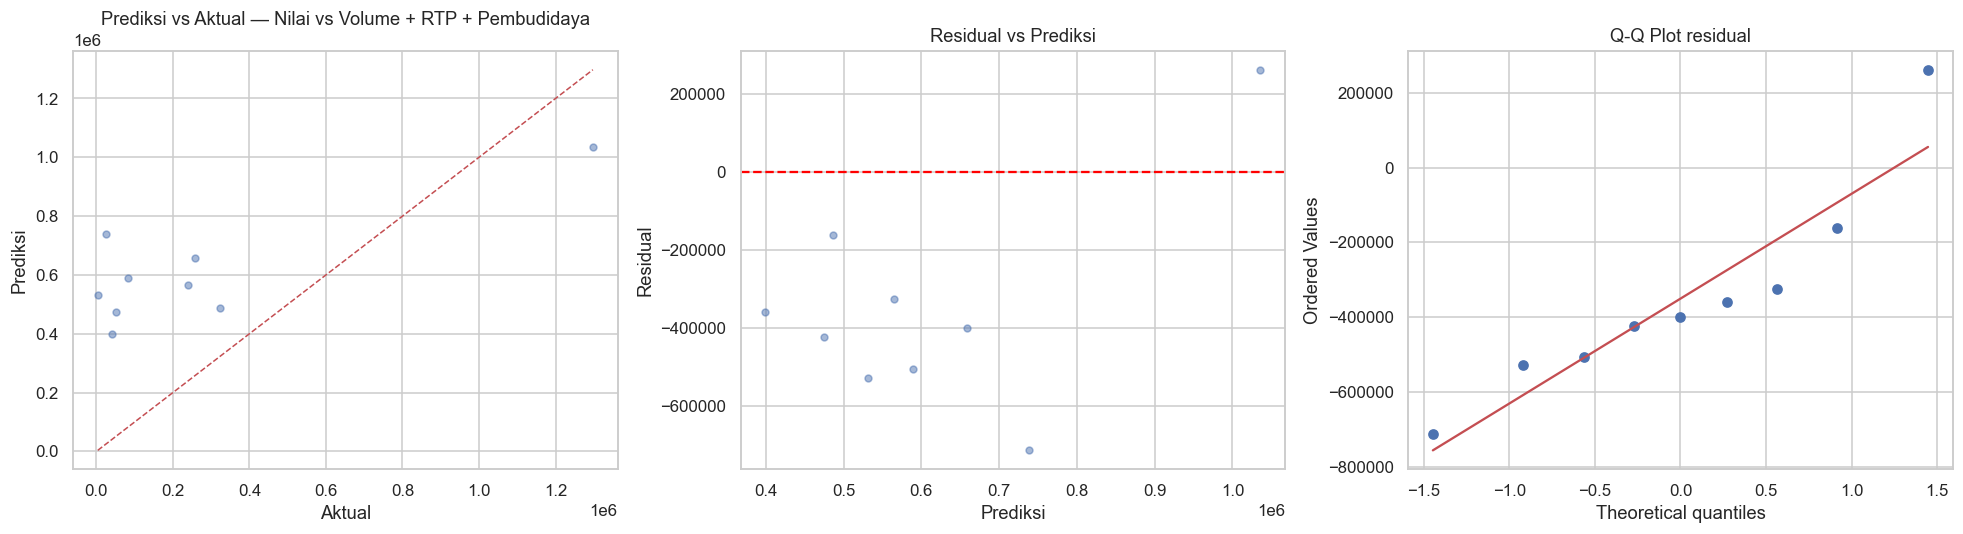 Prediksi vs Aktual — Nilai vs Volume + RTP + Pembudidaya
1e6
1.2
1.0
0.8
0.6
0.4
0.2
0.0
Prediksi
0.0 0.2 0.4 0.6 0.8 1.0 1.2
1e6
Aktual
Residual vs Prediksi
200000
0
−200000
−400000
−600000
Residual
0.4 0.5 0.6 0.7 0.8 0.9 1.0
1e6
Prediksi
Q-Q Plot residual
200000
0
−200000
−400000
−600000
−800000
Ordered Values
−1.5 −1.0 −0.5 0.0 0.5 1.0 1.5
Theoretical quantiles